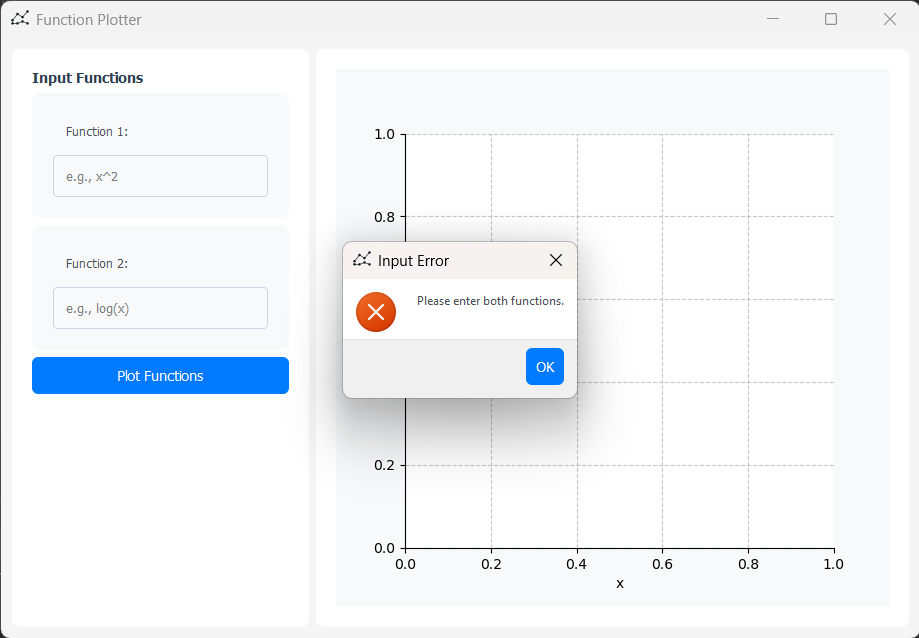 Function Plotter
Input Functions
Function 1:
e.g., x^2
Function 2:
e.g., log(x)
Plot Functions
1.0
0.8
Input Error
Please enter both functions.
OK
0.2
0.0
0.0 0.2 0.4 0.6 0.8 1.0
x